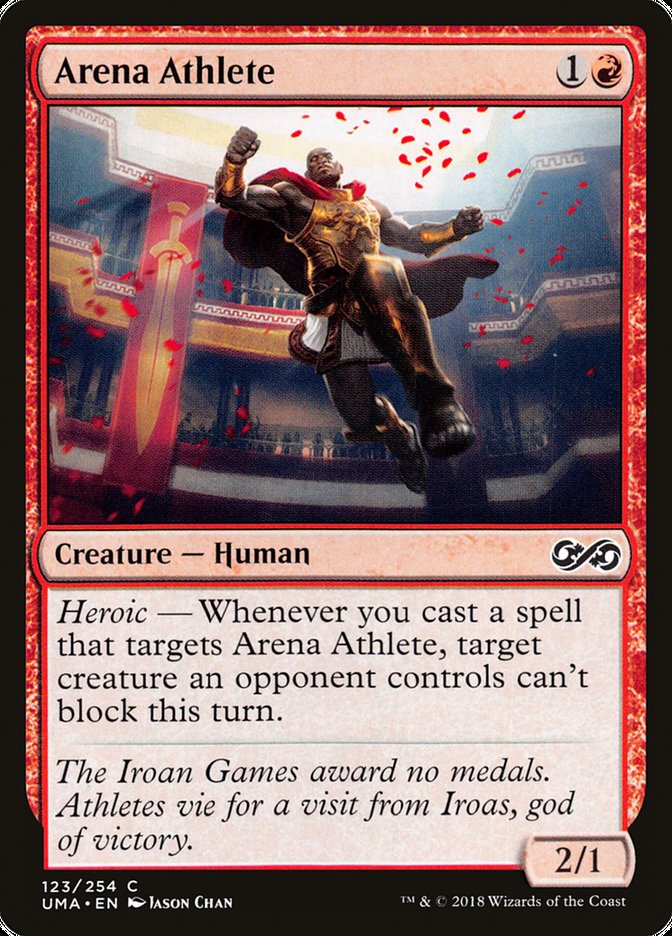 Arena Athlete 1
Creature — Human
Heroic — Whenever you cast a spell
that targets Arena Athlete, target
creature an opponent controls can't
block this turn.
The Iroan Games award no medals.
Athletes vie for a visit from Iroas, god
of victory.
2/1
123/254 C
UMA • EN Jason Chan
™ & © 2018 Wizards of the Coast